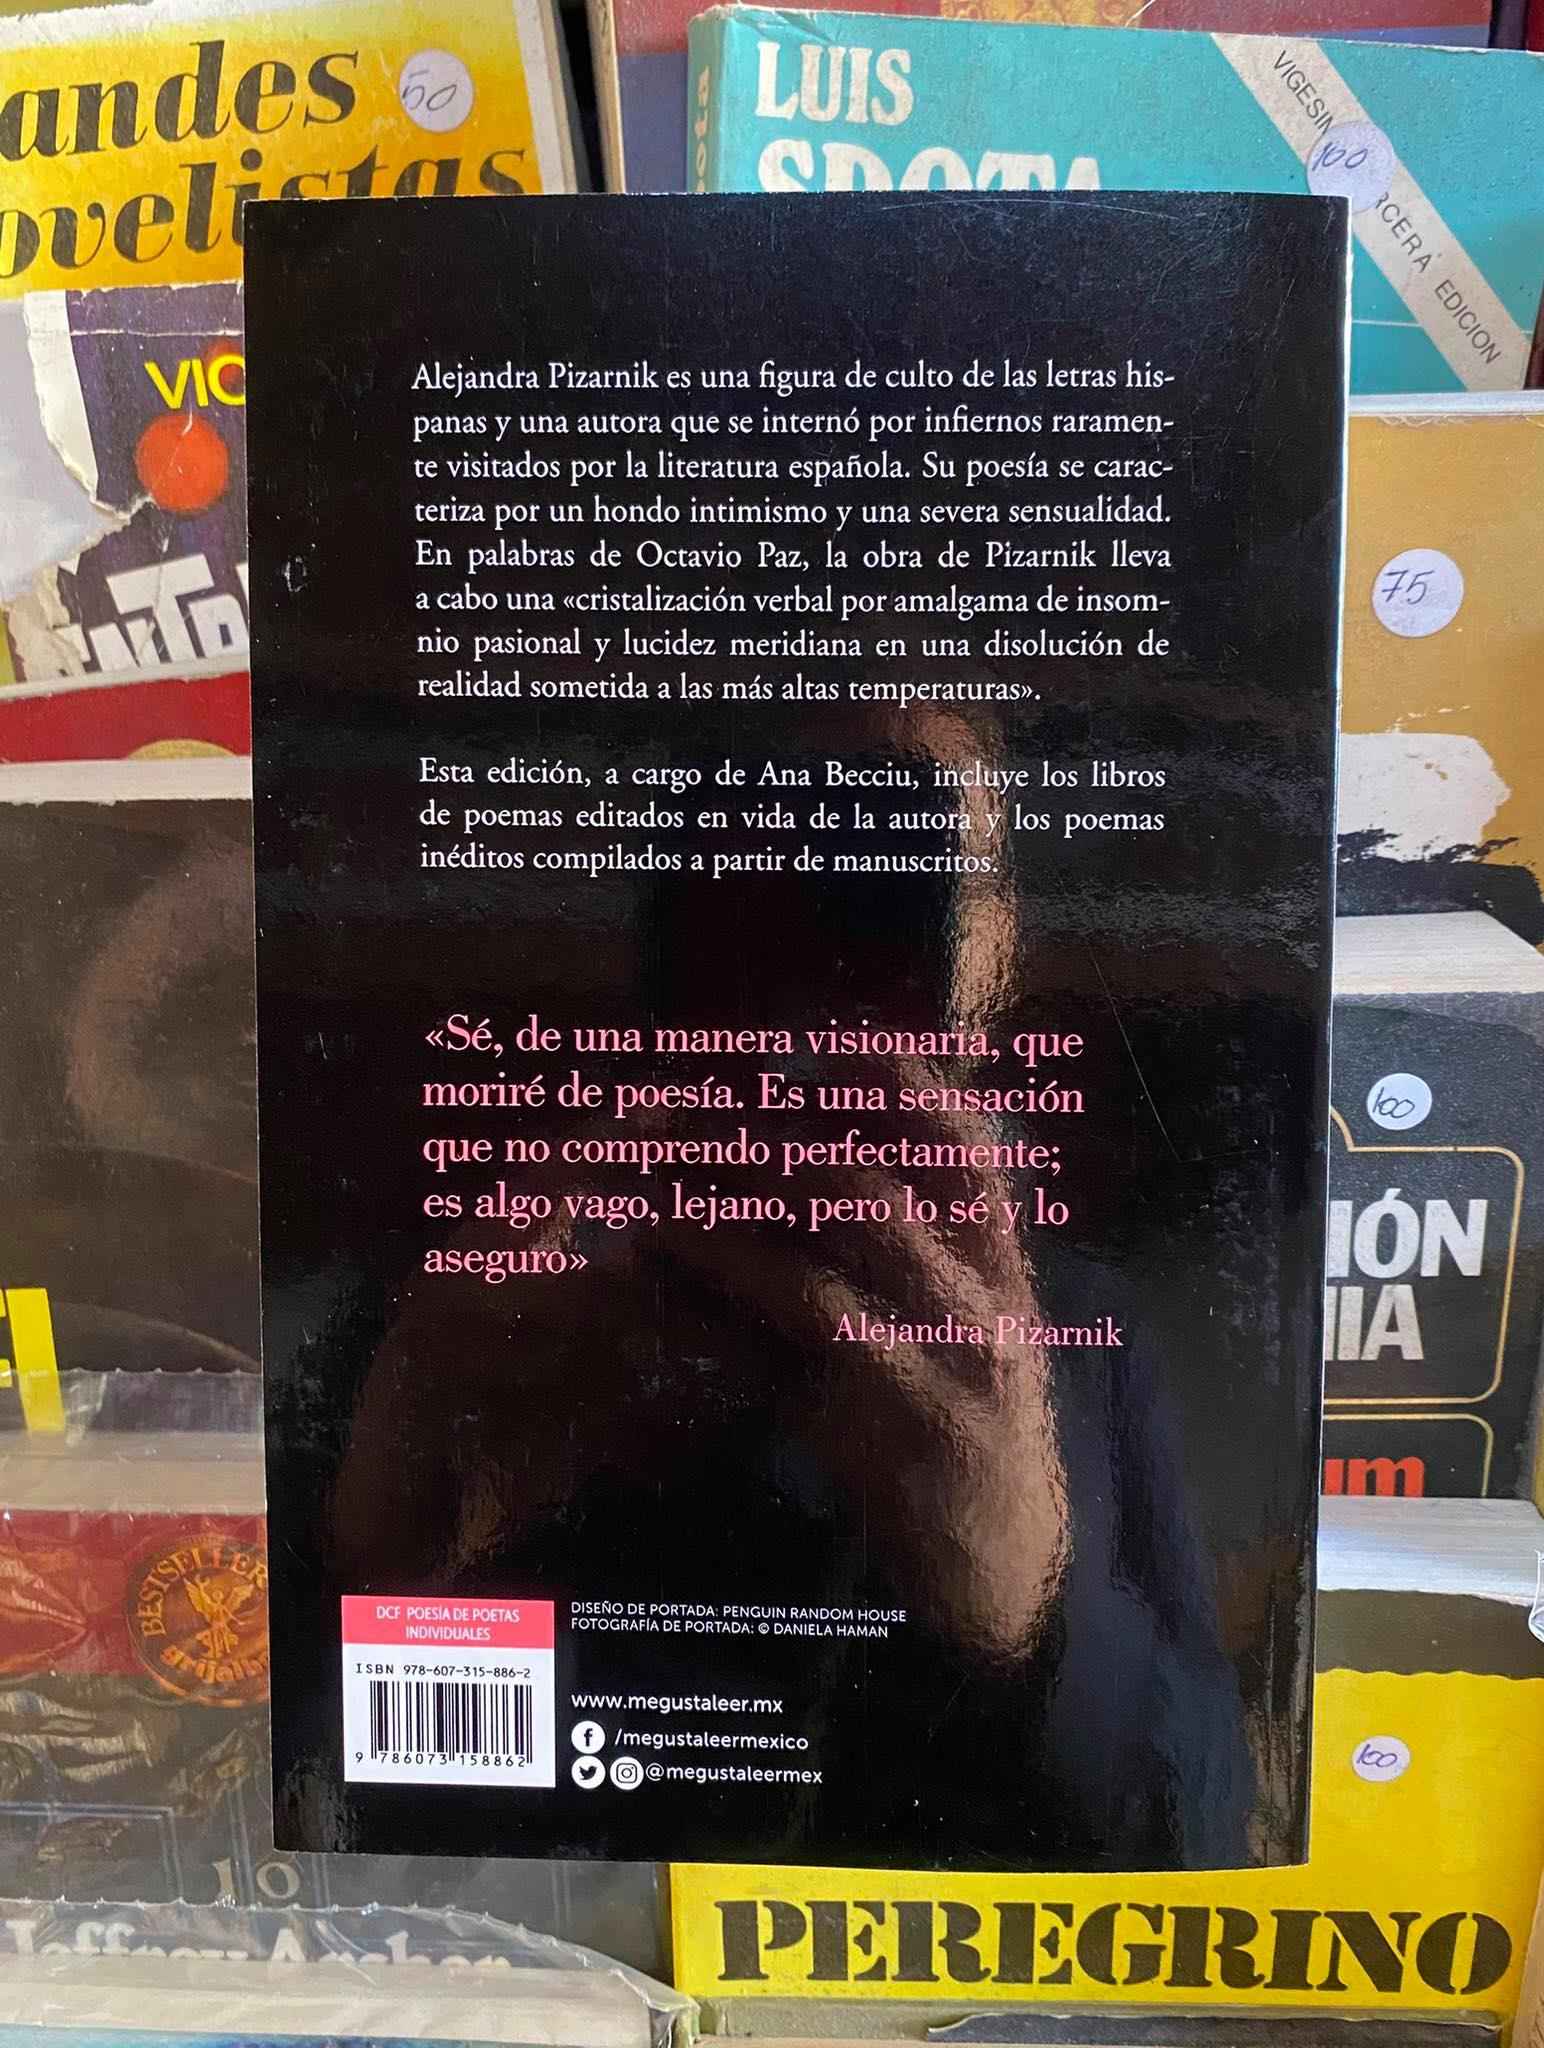 andes
ovelistas
50
LUIS
SPOTA
100
EDICION
VIC
75
Alejandra Pizarnik es una figura de culto de las letras his-
panas y una autora que se internó por infiernos raramen-
te visitados por la literatura española. Su poesía se carac-
teriza por un hondo intimismo y una severa sensualidad.
En palabras de Octavio Paz, la obra de Pizarnik lleva
a cabo una «cristalización verbal por amalgama de insom-
nio pasional y lucidez meridiana en una disolución de
realidad sometida a las más altas temperaturas».
Esta edición, a cargo de Ana Becciu, incluye los libros
de poemas editados en vida de la autora y los poemas
inéditos compilados a partir de manuscritos.
«Sé, de una manera visionaria, que
moriré de poesía. Es una sensación
que no comprendo perfectamente;
es algo vago, lejano, pero lo sé y lo
aseguro»
Alejandra Pizarnik
100
IÓN
IA
um
BESTSELLER
grijalbo
DCF POESÍA DE POETAS
INDIVIDUALES
ISBN 978-607-315-886-2
9 786073 158862
DISEÑO DE PORTADA: PENGUIN RANDOM HOUSE
FOTOGRAFÍA DE PORTADA: © DANIELA HAMAN
www.megustaleer.mx
/megustaleermexico
@megustaleermex
100
Jeffrey Archer
PEREGRINO